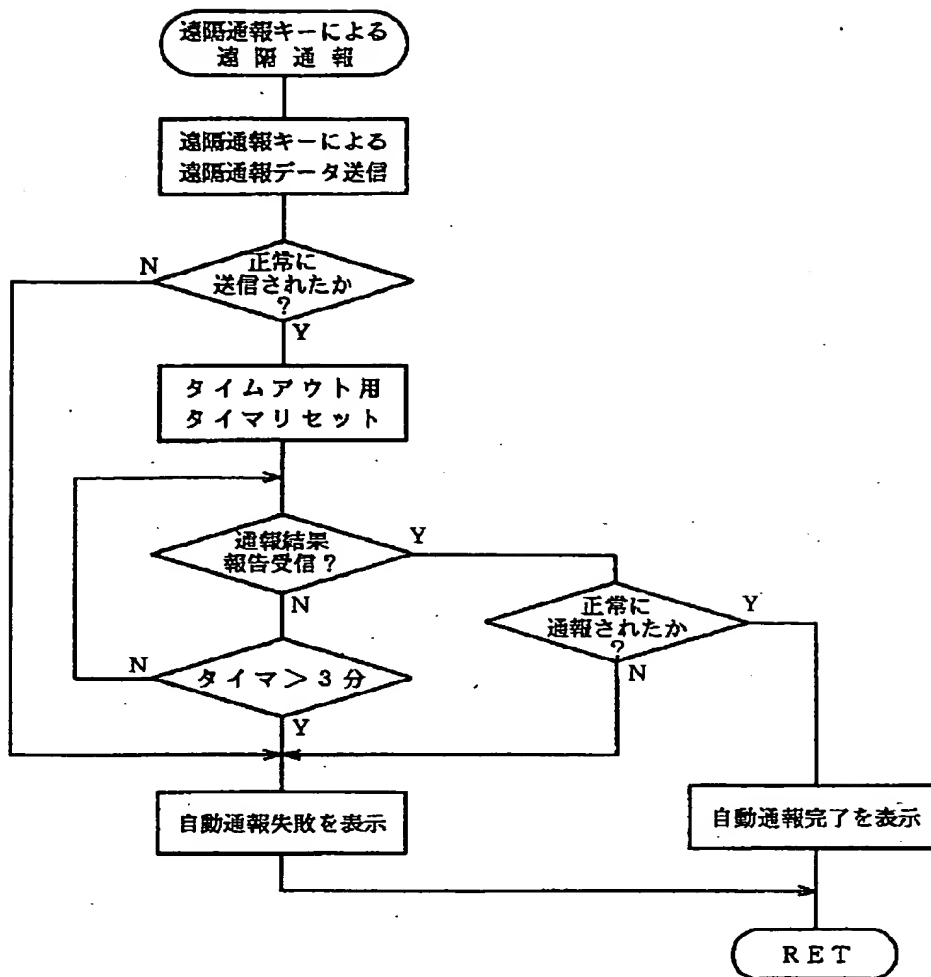 遠隔通報キーによる
遠隔通報
遠隔通報キーによる
遠隔通報データ送信
N
正常に
送信されたか
?
Y
タイムアウト用
タイマリセット
通報結果
報告受信?
Y
N
正常に
通報されたか
?
Y
N
N
タイマ>3分
Y
自動通報失敗を表示
自動通報完了を表示
RET